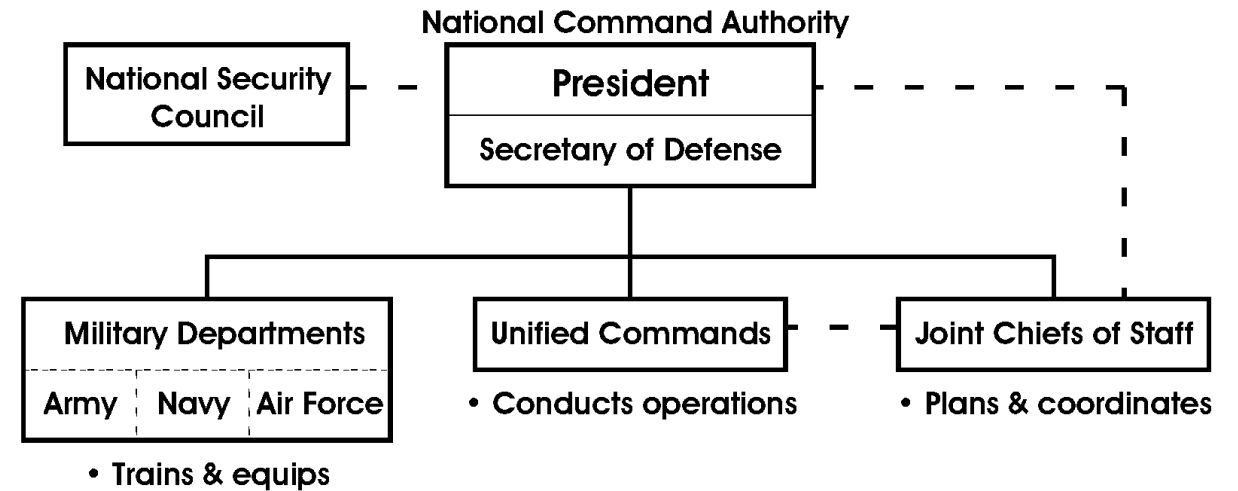 National Command Authority
National Security
Council
President
Secretary of Defense
Military Departments
Army Navy Air Force
• Trains & equips
Unified Commands
• Conducts operations
Joint Chiefs of Staff
• Plans & coordinates